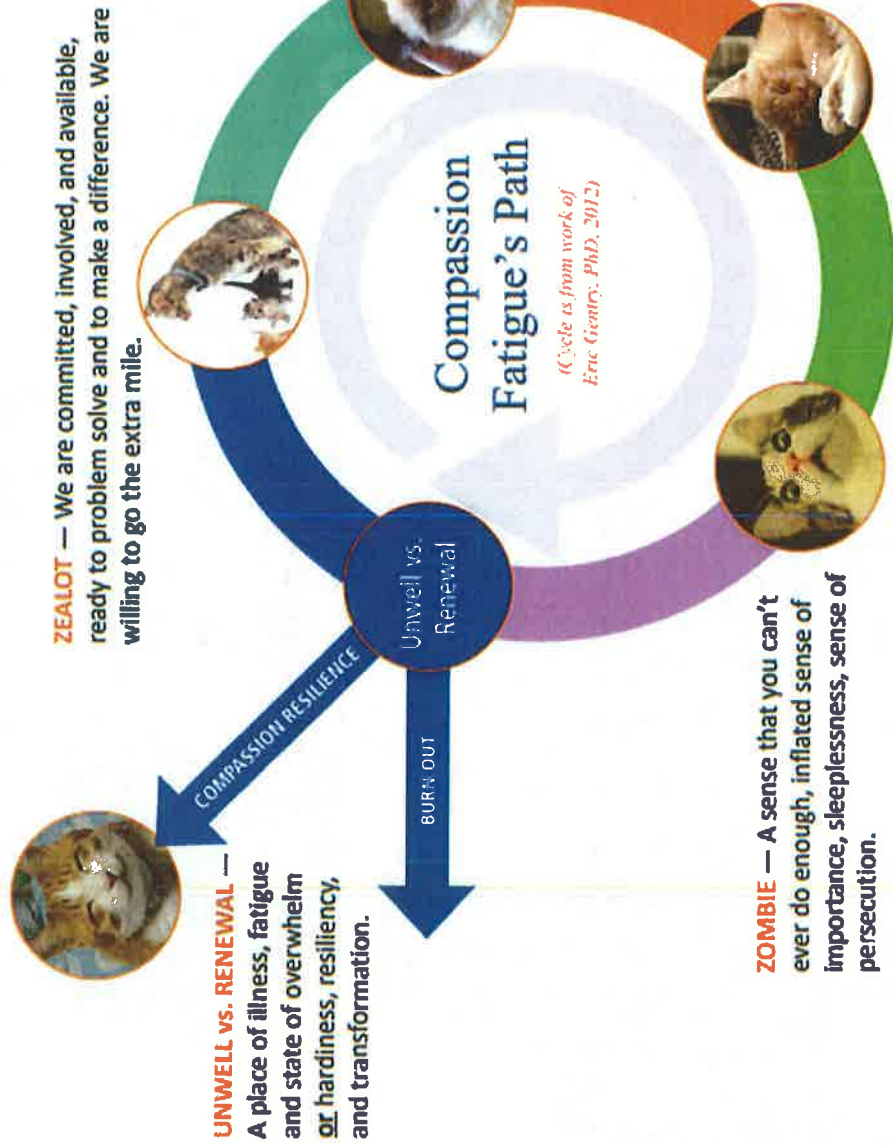 ZEALOT — We are committed, involved, and available,
ready to problem solve and to make a difference. We are
willing to go the extra mile.
Compassion
Fatigue's Path
(Cycle is from work of
Eric Gentry, PhD, 2012)
Unwell vs.
Renewal
COMPASSION RESILIENCE
BURN OUT
UNWELL vs. RENEWAL —
A place of illness, fatigue
and state of overwhelm
or hardiness, resiliency,
and transformation.
ZOMBIE — A sense that you can't
ever do enough, inflated sense of
importance, sleeplessness, sense of
persecution.